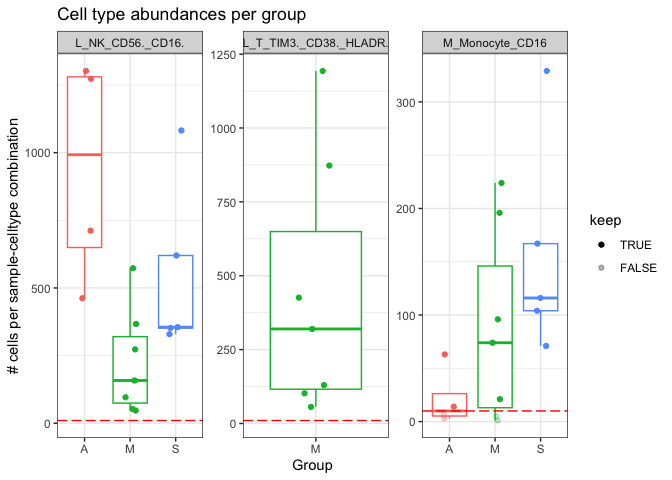 Cell type abundances per group
L_NK_CD56._CD16.
L_T_TIM3._CD38._HLADR.
M_Monocyte_CD16
# cells per sample-celltype combination
1000
500
0
1250
1000
750
500
250
0
300
200
100
0
A M S
M
A M S
Group
keep
TRUE
FALSE